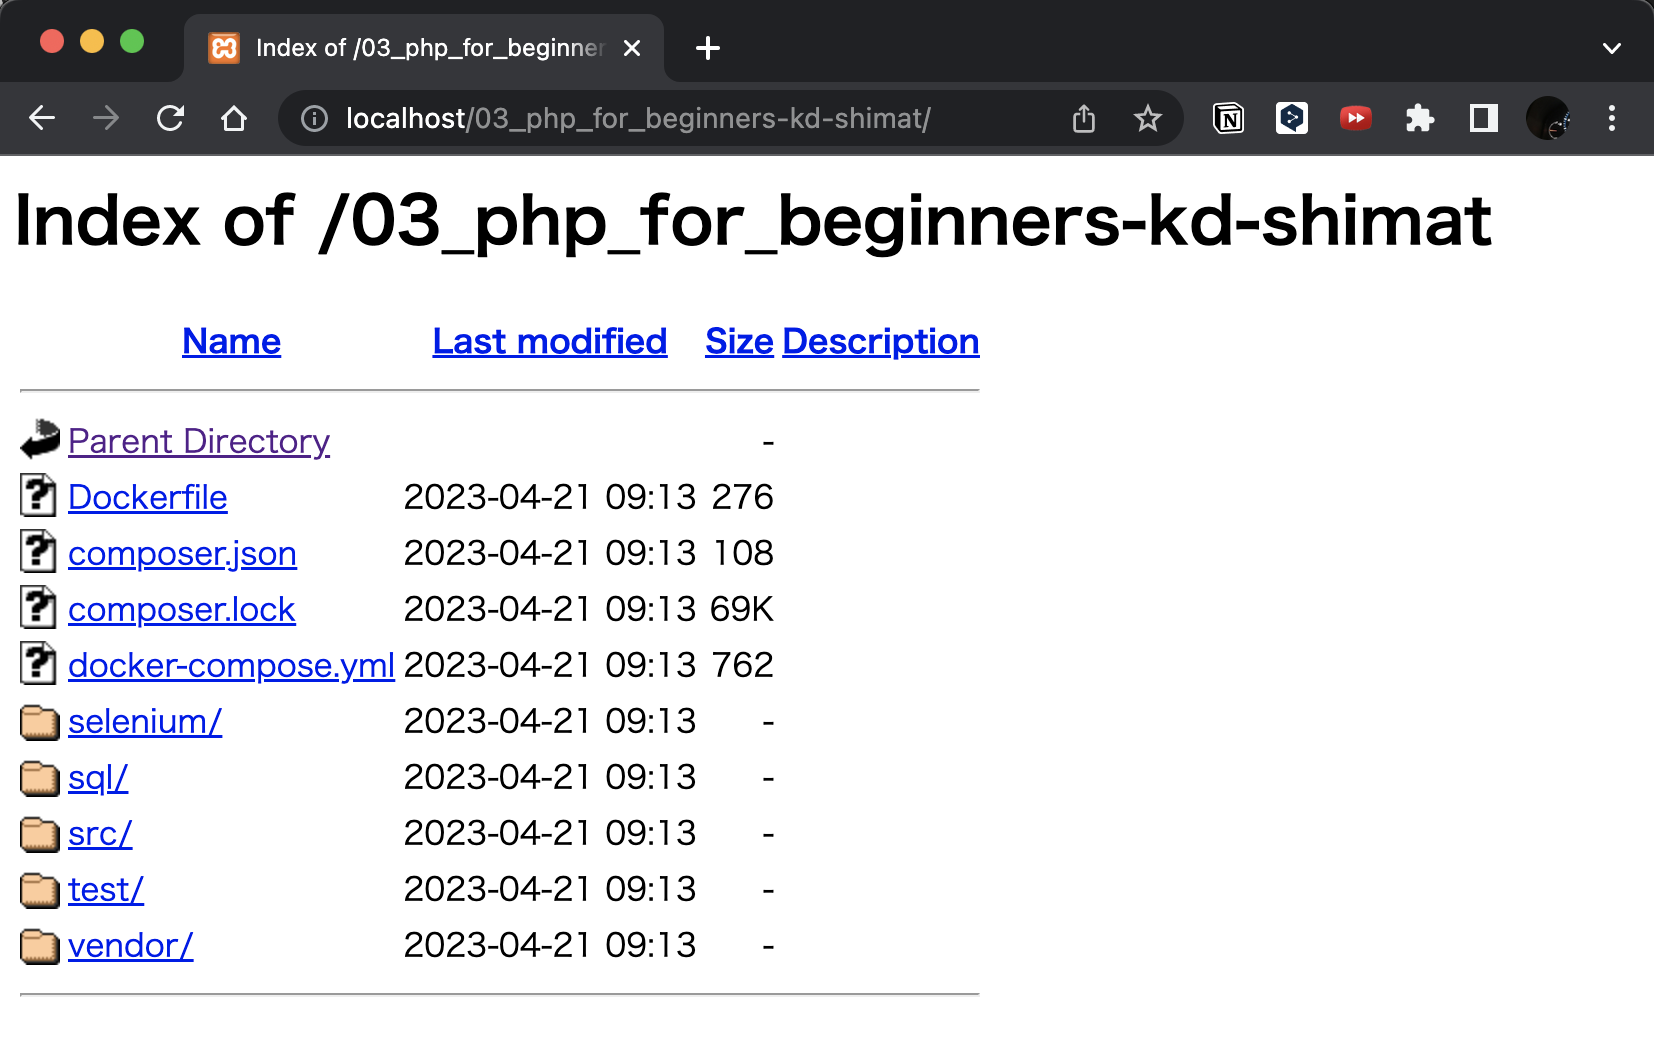 Index of /03_php_for_beginner
localhost/03_php_for_beginners-kd-shimat/
Index of /03_php_for_beginners-kd-shimat
Name Last modified Size Description
Parent Directory -
Dockerfile 2023-04-21 09:13 276
composer.json 2023-04-21 09:13 108
composer.lock 2023-04-21 09:13 69K
docker-compose.yml 2023-04-21 09:13 762
selenium/ 2023-04-21 09:13 -
sql/ 2023-04-21 09:13 -
src/ 2023-04-21 09:13 -
test/ 2023-04-21 09:13 -
vendor/ 2023-04-21 09:13 -